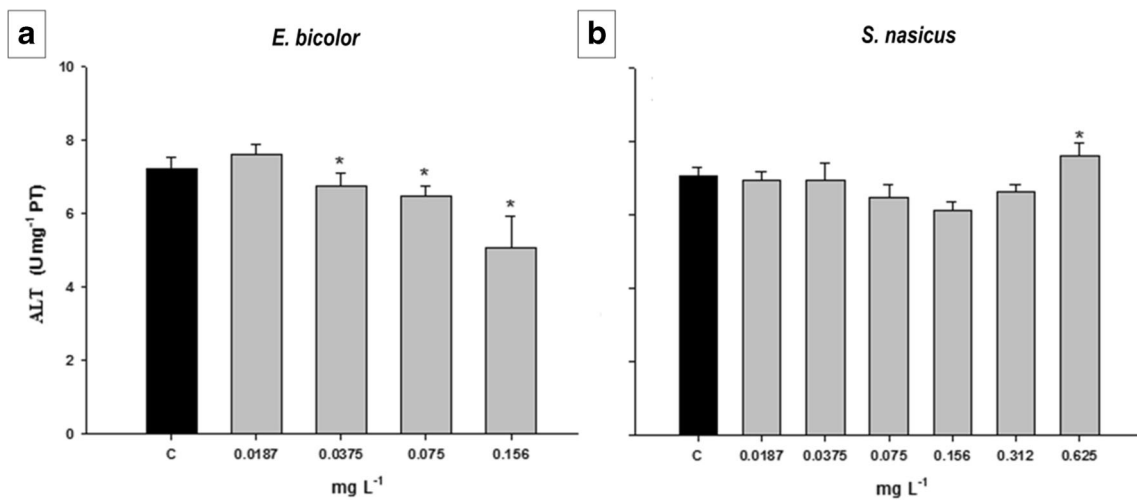 a
E. bicolor
b
S. nasicus
10
8
6
4
2
0
ALT (U mg-1 PT)
*
*
*
*
C 0.0187 0.0375 0.075 0.156
mg L-1
C 0.0187 0.0375 0.075 0.156 0.312 0.625
mg L-1